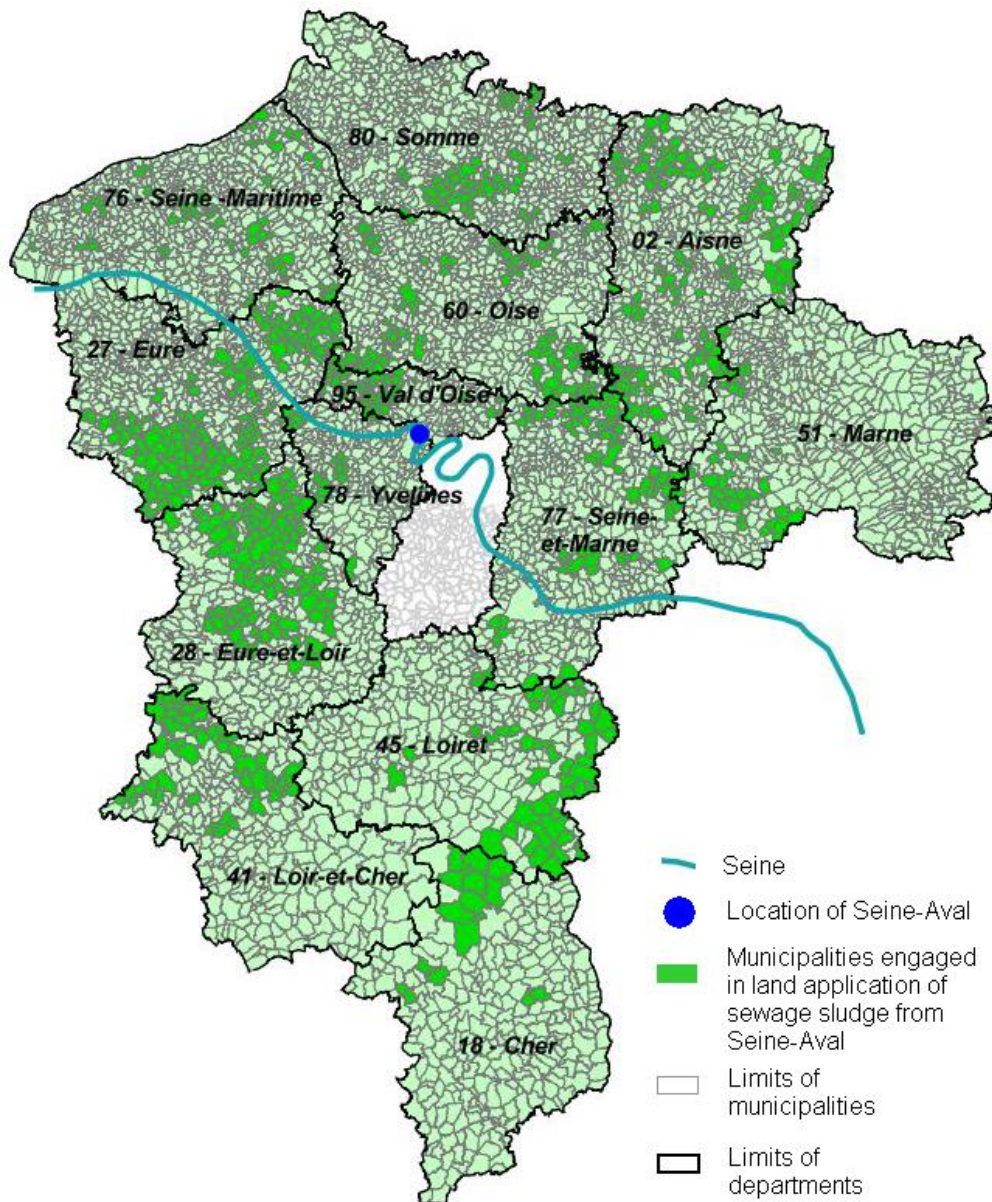 80 - Somme
76 - Seine -Maritime
02 - Aisne
60 - Oise
27 - Eure
95 - Val d'Oise
51 - Marne
78 - Yvelines
77 - Seine-
et-Marne
28 - Eure-et-Loir
45 - Loiret
41 - Loir-et-Cher
18 - Cher
Seine
Location of Seine-Aval
Municipalities engaged
in land application of
sewage sludge from
Seine-Aval
Limits of
municipalities
Limits of
departments